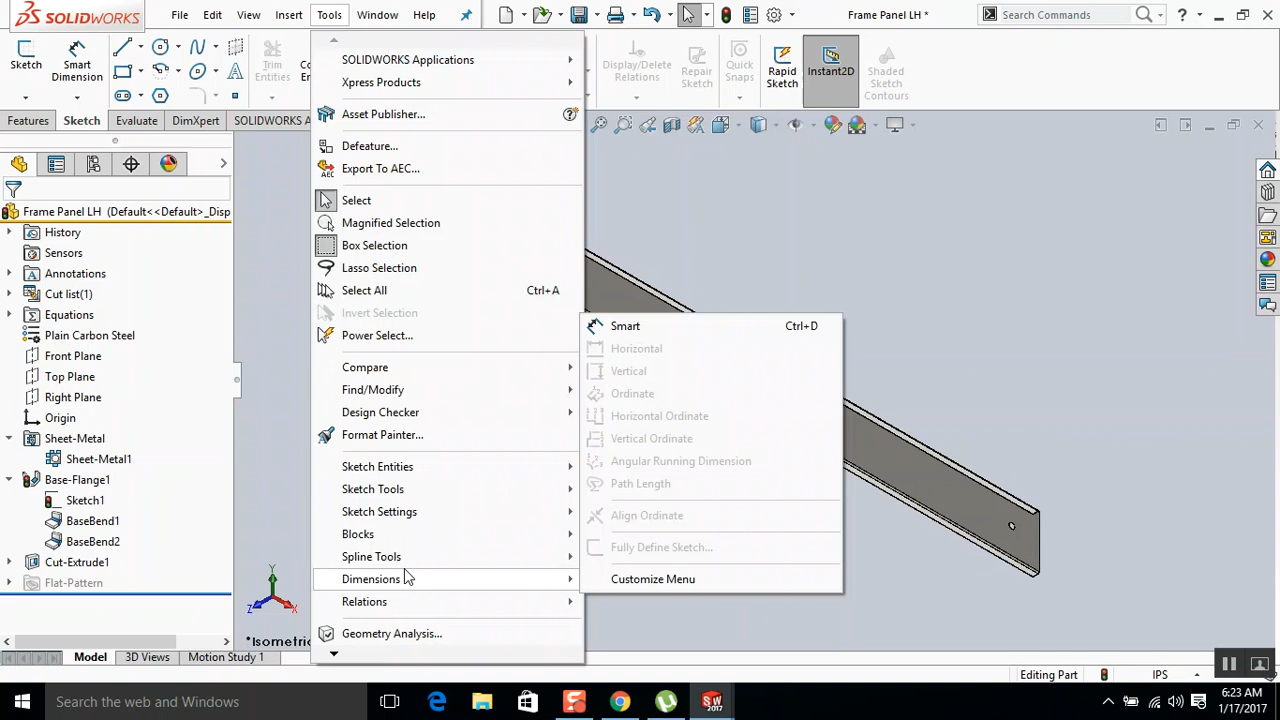 SOLIDWORKS
File Edit View Insert Tools Window Help
Frame Panel LH *
Search Commands
?
Sketch
Smart Dimension
Trim Entities
Display/Delete Relations
Repair Sketch
Quick Snaps
Rapid Sketch
Instant2D
Shaded Sketch Contours
Features Sketch Evaluate DimXpert SOLIDWORKS A
Frame Panel LH (Default<<Default>_Disp
History
Sensors
Annotations
Cut list(1)
Equations
Plain Carbon Steel
Front Plane
Top Plane
Right Plane
Origin
Sheet-Metal
Sheet-Metal1
Base-Flange1
Sketch1
BaseBend1
BaseBend2
Cut-Extrude1
Flat-Pattern
SOLIDWORKS Applications
Xpress Products
Asset Publisher...
Defeature...
Export To AEC...
Select
Magnified Selection
Box Selection
Lasso Selection
Select All Ctrl+A
Invert Selection
Power Select...
Compare
Find/Modify
Design Checker
Format Painter...
Sketch Entities
Sketch Tools
Sketch Settings
Blocks
Spline Tools
Dimensions
Relations
Geometry Analysis...
Smart Ctrl+D
Horizontal
Vertical
Ordinate
Horizontal Ordinate
Vertical Ordinate
Angular Running Dimension
Path Length
Align Ordinate
Fully Define Sketch...
Customize Menu
Y
Z X
*Isometri
Model 3D Views Motion Study 1
Editing Part IPS
Search the web and Windows
SW 2017
6:23 AM
1/17/2017